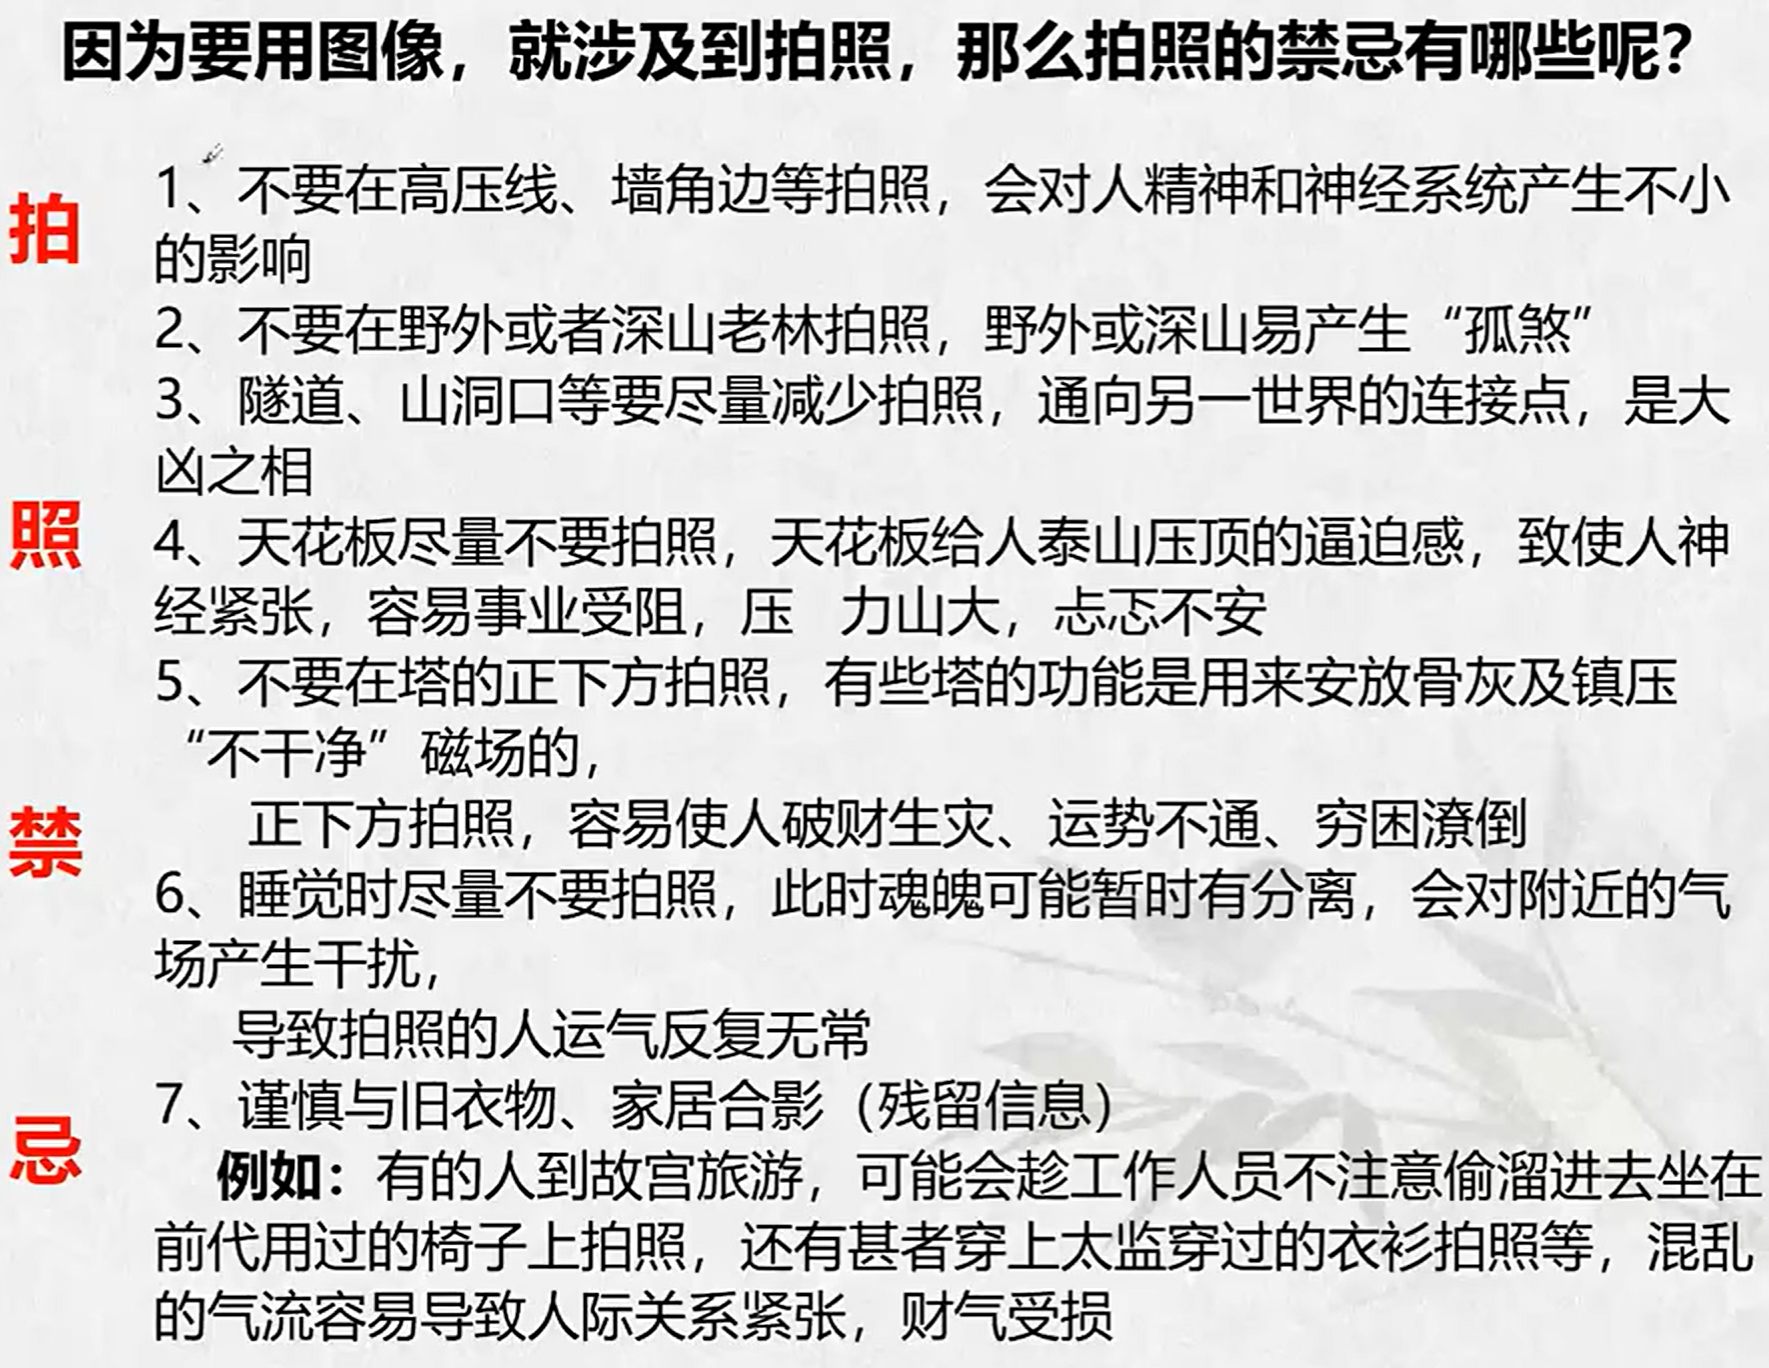 因为要用图像，就涉及到拍照，那么拍照的禁忌有哪些呢？
拍
照
禁
忌
1、不要在高压线、墙角边等拍照，会对人精神和神经系统产生不小
的影响
2、不要在野外或者深山老林拍照，野外或深山易产生“孤煞”
3、隧道、山洞口等要尽量减少拍照，通向另一世界的连接点，是大
凶之相
4、天花板尽量不要拍照，天花板给人泰山压顶的逼迫感，致使人神
经紧张，容易事业受阻，压 力山大，忐忑不安
5、不要在塔的正下方拍照，有些塔的功能是用来安放骨灰及镇压
“不干净”磁场的，
正下方拍照，容易使人破财生灾、运势不通、穷困潦倒
6、睡觉时尽量不要拍照，此时魂魄可能暂时有分离，会对附近的气
场产生干扰，
导致拍照的人运气反复无常
7、谨慎与旧衣物、家居合影（残留信息）
例如：有的人到故宫旅游，可能会趁工作人员不注意偷溜进去坐在
前代用过的椅子上拍照，还有甚者穿上太监穿过的衣衫拍照等，混乱
的气流容易导致人际关系紧张，财气受损